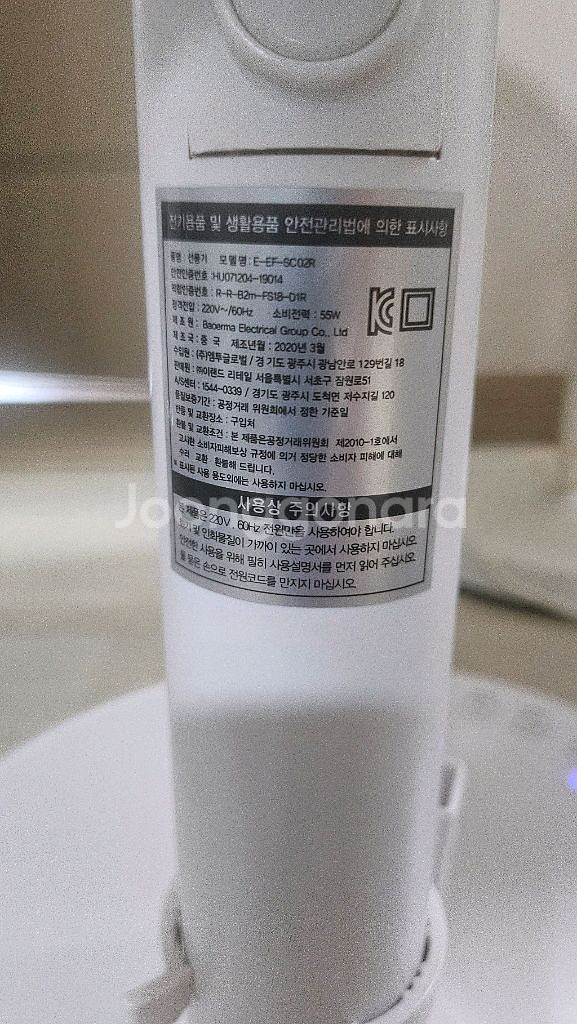 전기용품 및 생활용품 안전관리법에 의한 표시사항
품명 : 선풍기 모델명 : E-EF-SC02R
안전인증번호 : HU071204-19014
적합인증번호 : R-R-B2m-FS18-D1R
정격전압 : 220V~/60Hz 소비전력 : 55W
제 조 원 : Baoerma Electrical Group Co., Ltd
제 조 국 : 중 국 제조년월 : 2020년 3월
수입원 : (주)엠투글로벌 / 경 기도 광주시 광남안로 129번길 18
판매원 : ㈜이랜드 리테일 서울특별시 서초구 잠원로51
A/S센터 : 1544-0339 / 경기도 광주시 도척면 저수지길 120
품질보증기간 : 공정거래 위원회에서 정한 기준일
반품 및 교환장소 : 구입처
환불 및 교환조건 : 본 제품은공정거래위원회 제2010-1호에서
고시한 소비자피해보상 규정에 의거 정당한 소비자 피해에 대해
수리 교환 환불해 드립니다.
* 표시된 사용 용도외에는 사용하지 마십시오.
사용상 주의사항
본 제품은 220V , 60Hz 전원만을 사용하여야 합니다.
및 인화물질이 가까이 있는 곳에서 사용하지 마십시오
안전한 사용을 위해 필히 사용설명서를 먼저 읽어 주십시오.
물 묻은 손으로 전원코드를 만지지 마십시오.
Joonggonara